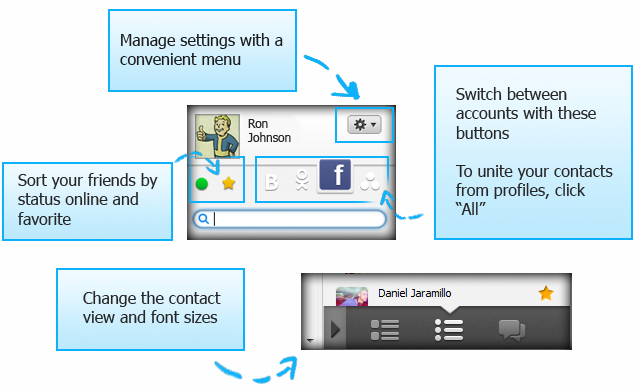 Manage settings with a
convenient menu
Switch between
accounts with these
buttons
To unite your contacts
from profiles, click
“All”
Ron
Johnson
Sort your friends by
status online and
favorite
B
f
Change the contact
view and font sizes
Daniel Jaramillo